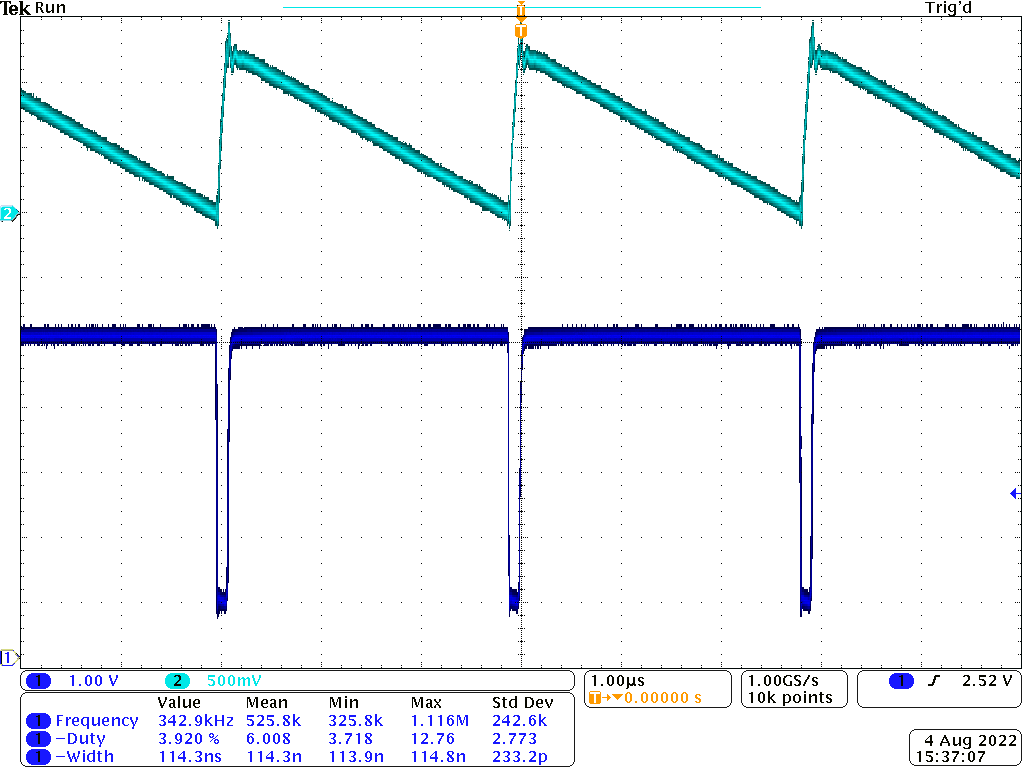 Tek Run Trig'd
T
T
2
1
1 1.00 V 2 500mV
1.00µs
T→▼0.00000 s
1.00GS/s
10k points
1 ƒ 2.52 V
Value Mean Min Max Std Dev
1 Frequency 342.9kHz 525.8k 325.8k 1.116M 242.6k
1 −Duty 3.920 % 6.008 3.718 12.76 2.773
1 −Width 114.3ns 114.3n 113.9n 114.8n 233.2p
4 Aug 2022
15:37:07